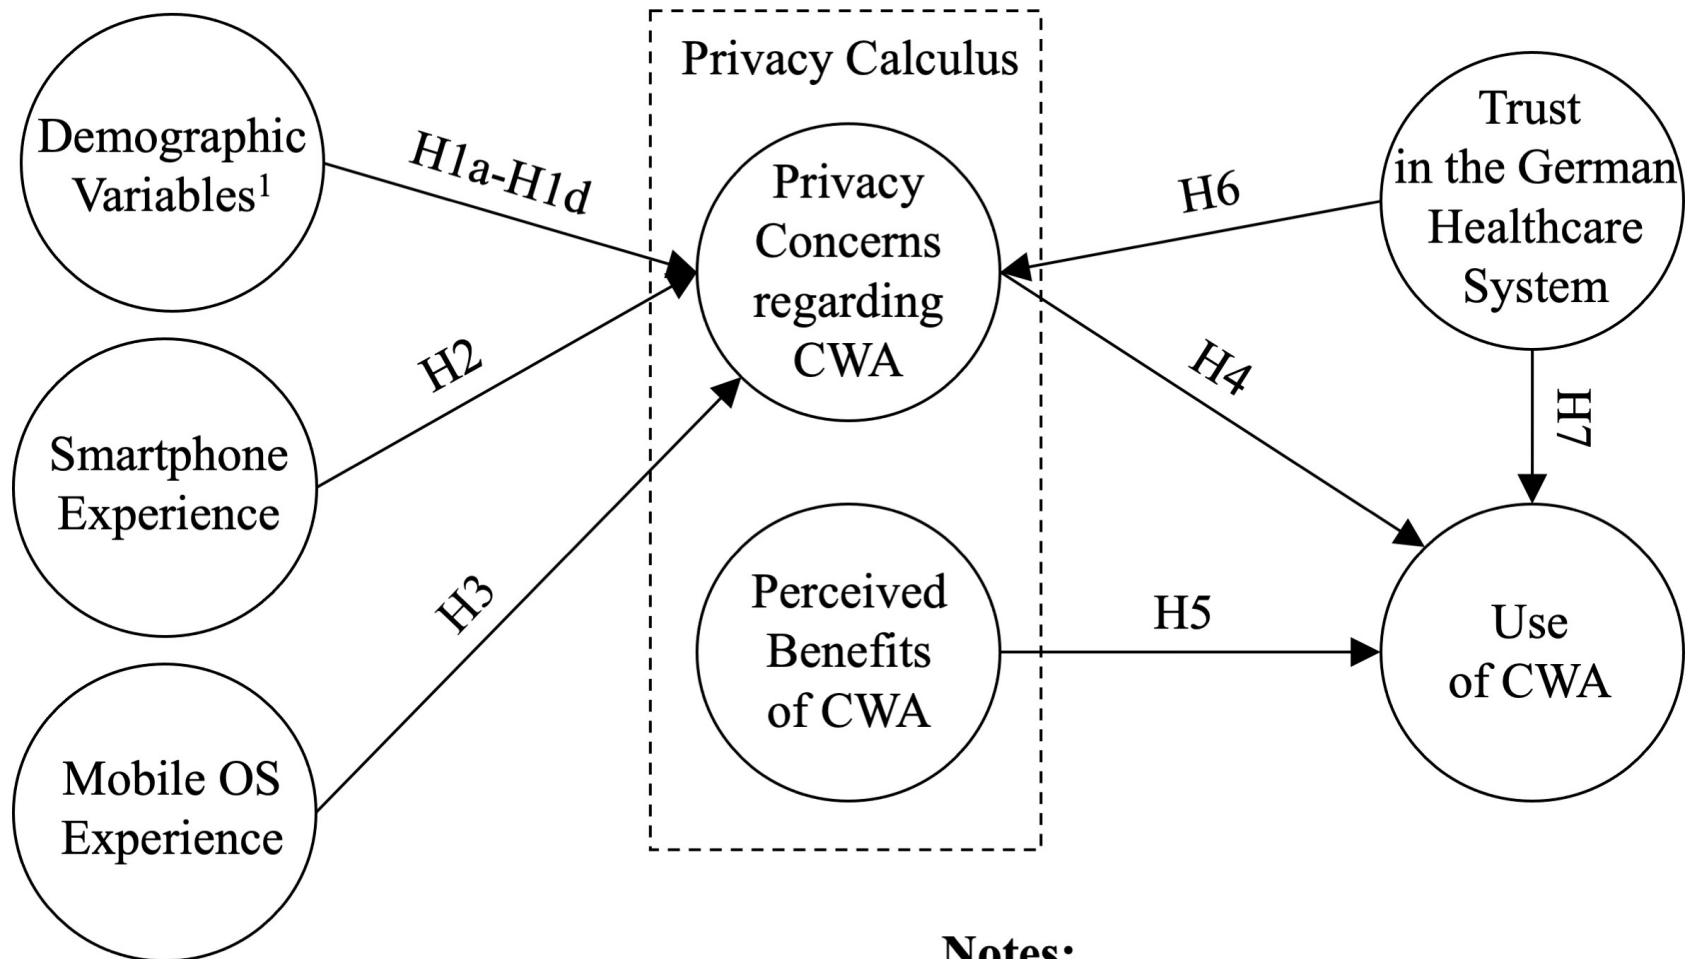 Privacy Calculus
Demographic
Variables¹
H1a-H1d
Privacy
Concerns
regarding
CWA
H6
Trust
in the German
Healthcare
System
H2
H4
H7
Smartphone
Experience
H3
Perceived
Benefits
of CWA
H5
Use
of CWA
Mobile OS
Experience
Notes: